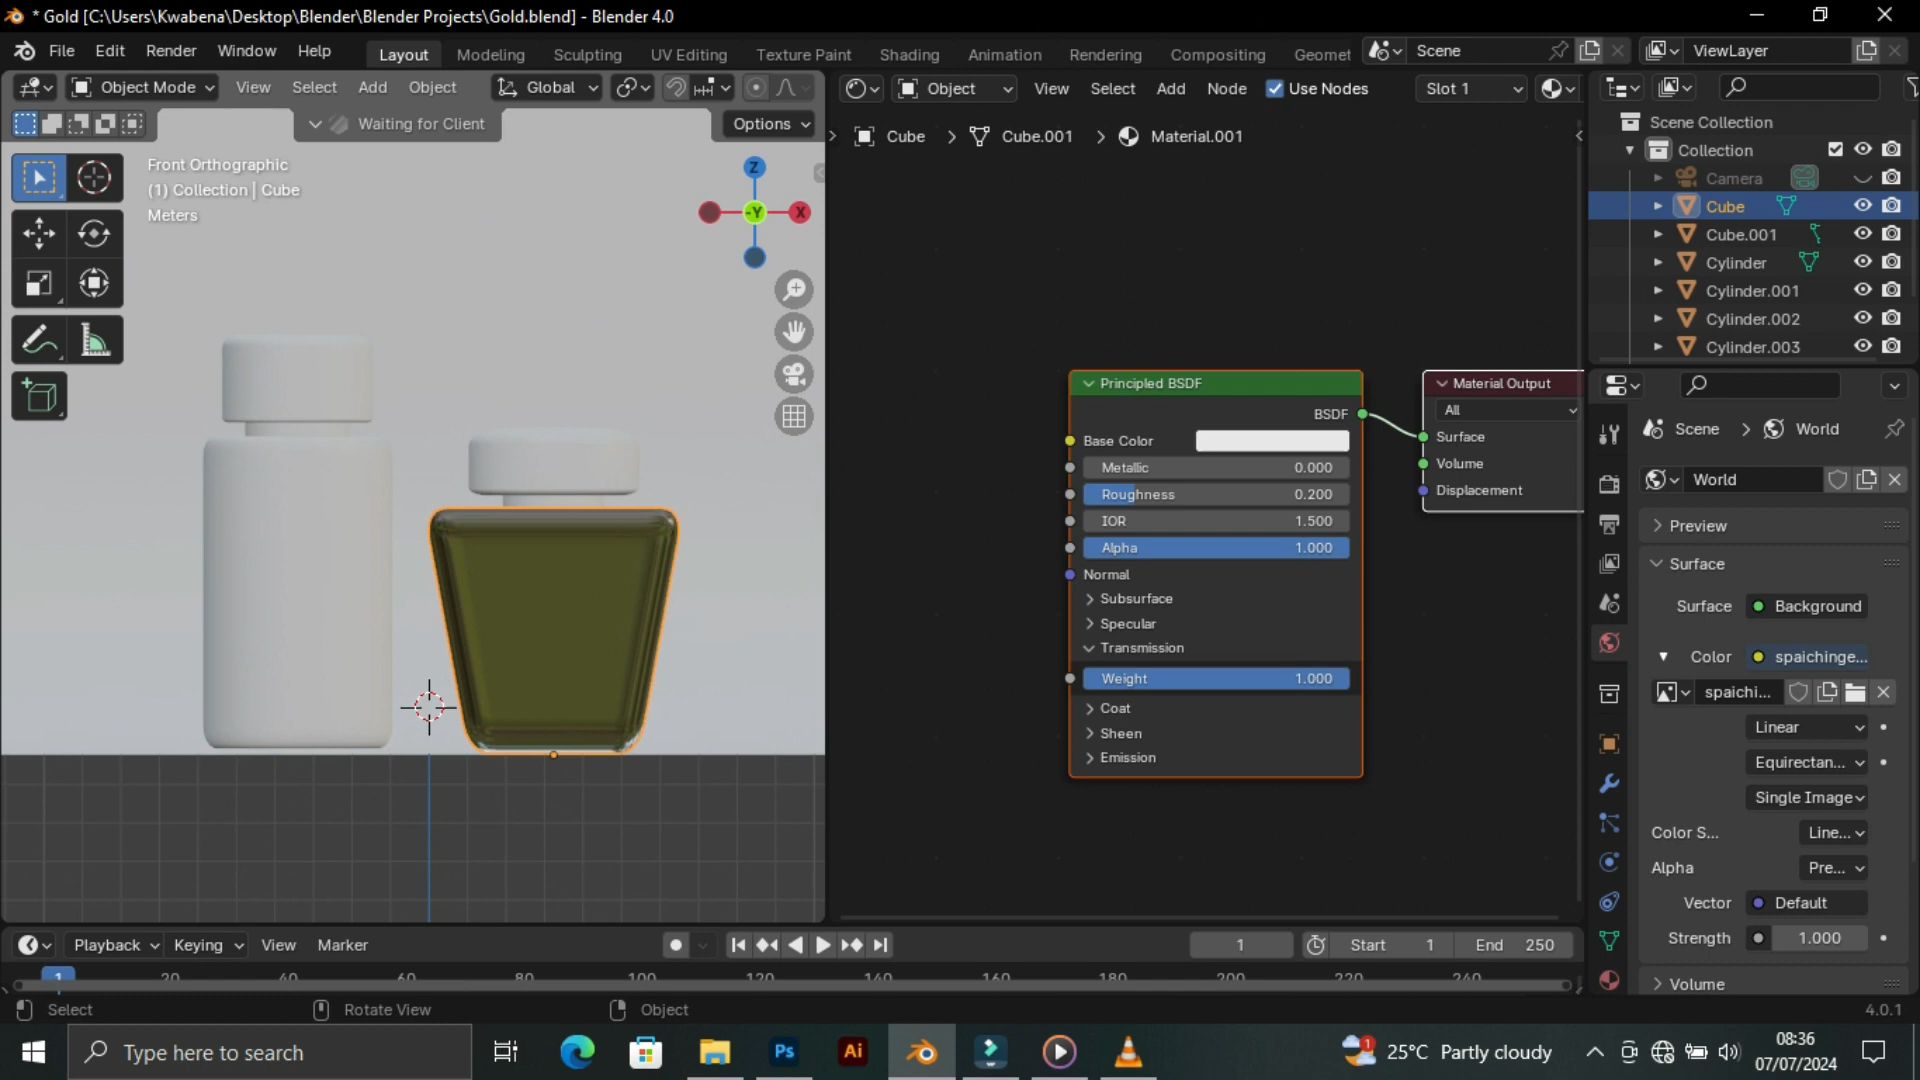 * Gold [C:\Users\Kwabena\Desktop\Blender\Blender Projects\Gold.blend] - Blender 4.0
File Edit Render Window Help Layout Modeling Sculpting UV Editing Texture Paint Shading Animation Rendering Compositing Geomet Scene ViewLayer
Object Mode View Select Add Object Global
Waiting for Client Options
Front Orthographic
(1) Collection | Cube
Meters
Z
-Y X
Object View Select Add Node Use Nodes Slot 1
Cube > Cube.001 > Material.001
Principled BSDF
BSDF
Base Color
Metallic 0.000
Roughness 0.200
IOR 1.500
Alpha 1.000
Normal
Subsurface
Specular
Transmission
Weight 1.000
Coat
Sheen
Emission
Material Output
All
Surface
Volume
Displacement
Scene Collection
Collection
Camera
Cube
Cube.001
Cylinder
Cylinder.001
Cylinder.002
Cylinder.003
Scene > World
World
Preview
Surface
Surface Background
Color spaichinge...
spaichi...
Linear
Equirectan...
Single Image
Color S... Line...
Alpha Pre...
Vector Default
Strength 1.000
Volume
Playback Keying View Marker 1 Start 1 End 250
1 20 40 60 80 100 120 140 160 180 200 220 240
Select Rotate View Object 4.0.1
Type here to search
Ps Ai
1 25°C Partly cloudy
08:36
07/07/2024